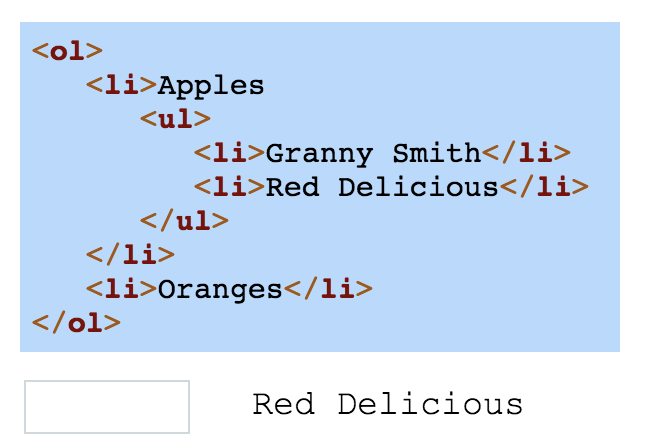 <ol>
<li>Apples
<ul>
<li>Granny Smith</li>
<li>Red Delicious</li>
</ul>
</li>
<li>Oranges</li>
</ol>
Red Delicious